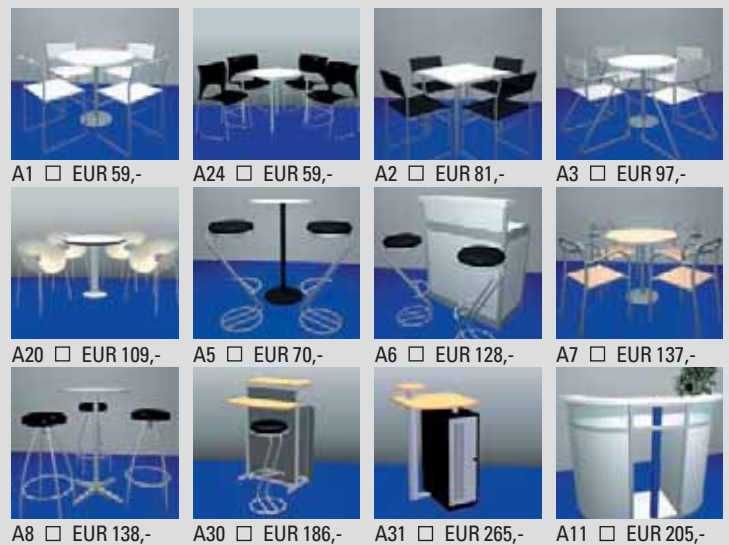 A1 ☐ EUR 59,- A24 ☐ EUR 59,- A2 ☐ EUR 81,- A3 ☐ EUR 97,-
A20 ☐ EUR 109,- A5 ☐ EUR 70,- A6 ☐ EUR 128,- A7 ☐ EUR 137,-
A8 ☐ EUR 138,- A30 ☐ EUR 186,- A31 ☐ EUR 265,- A11 ☐ EUR 205,-